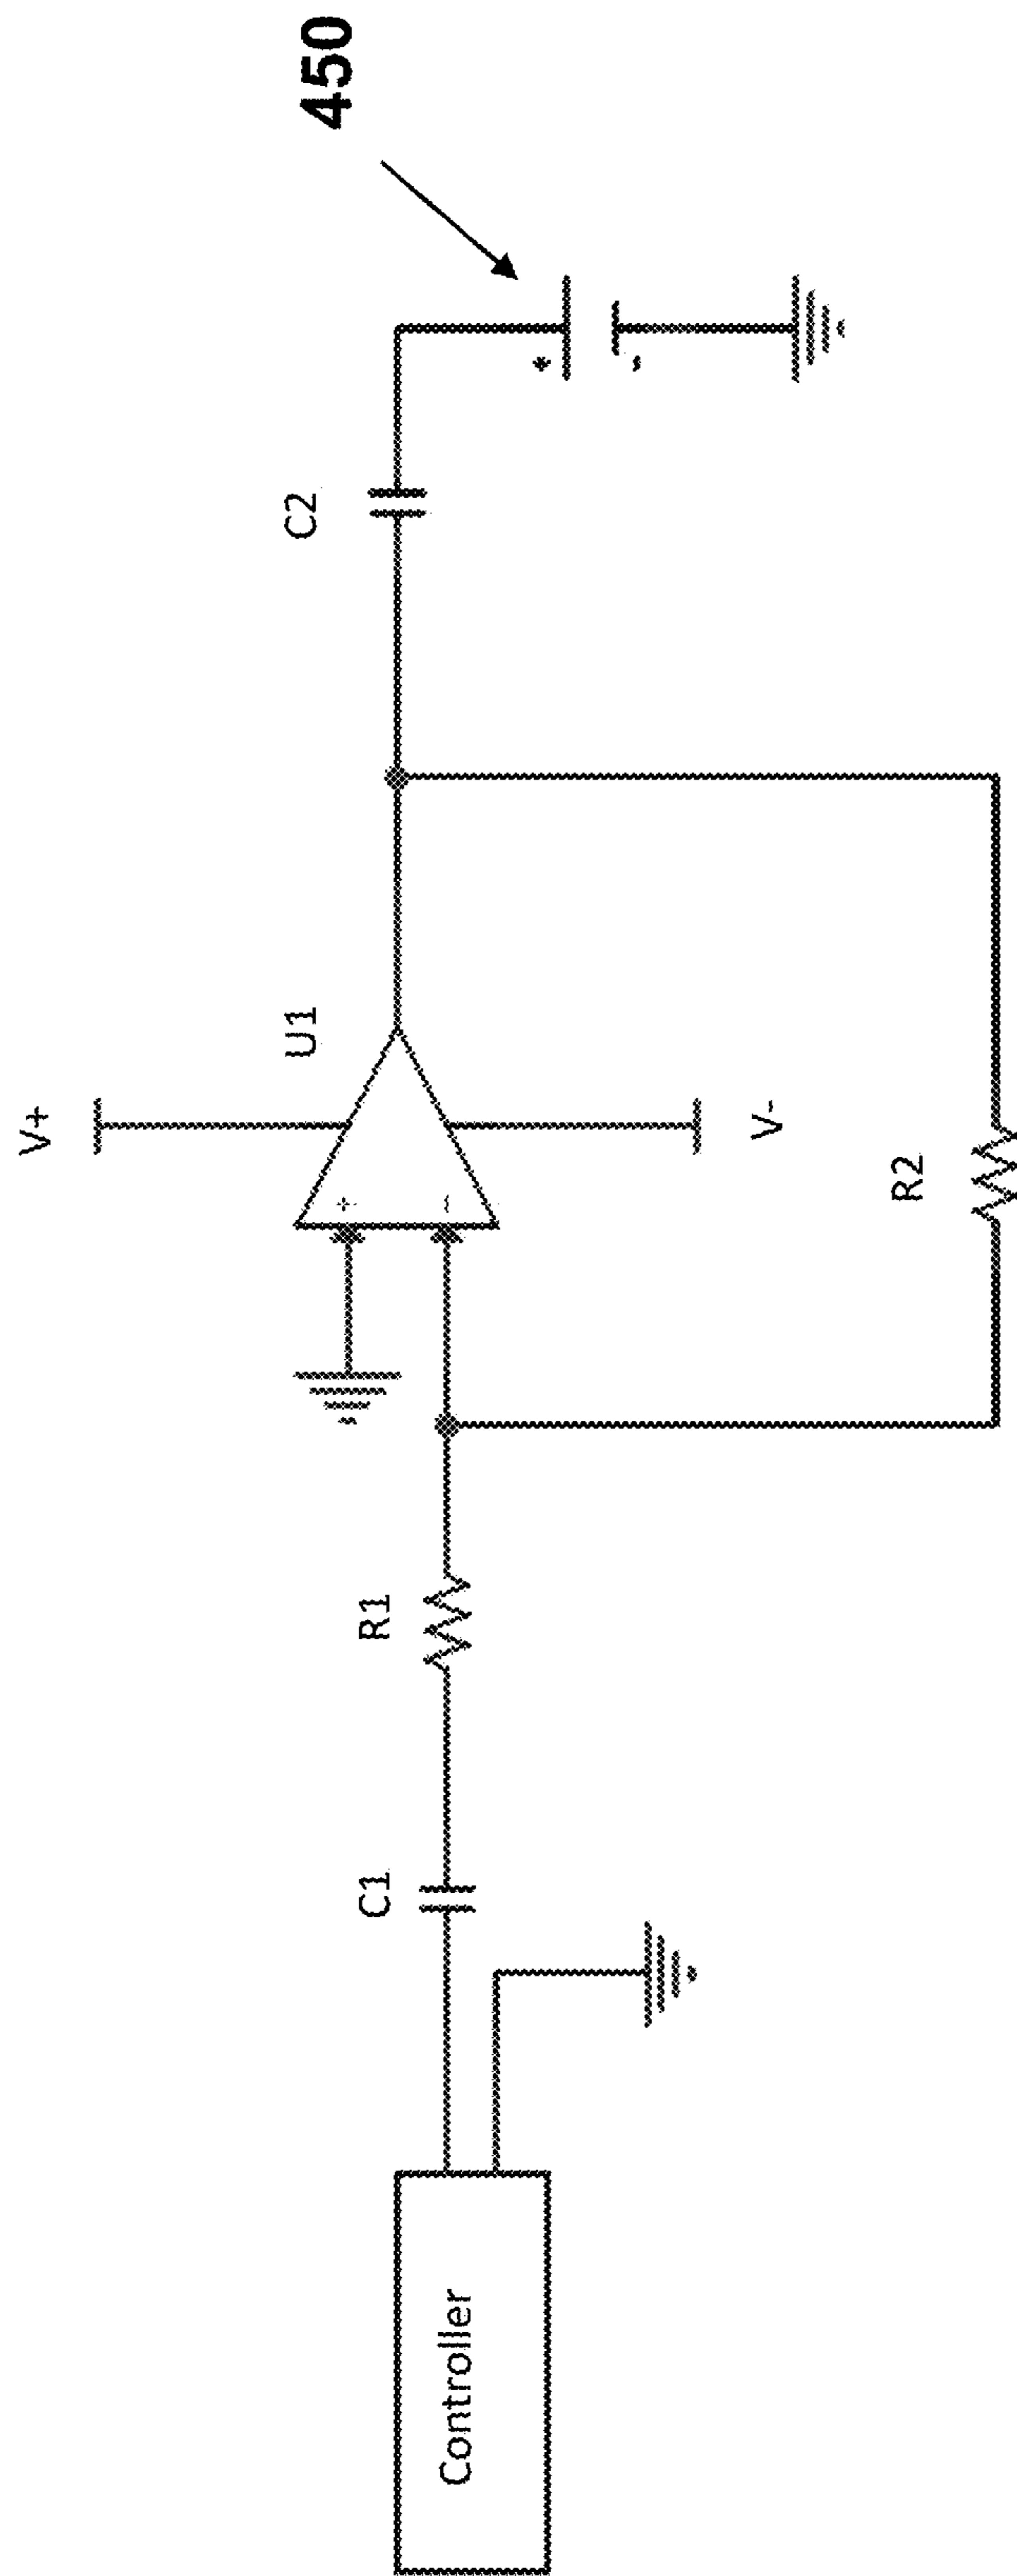 450
C2
U1
V+
+
-
V-
R2
R1
C1
Controller
+
-